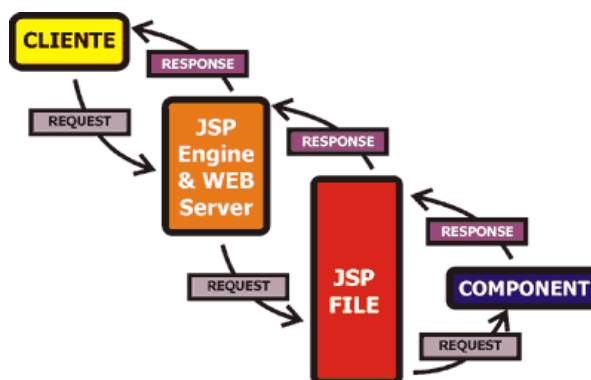 CLIENTE
RESPONSE
REQUEST
JSP
Engine
& WEB
Server
RESPONSE
REQUEST
JSP
FILE
RESPONSE
COMPONENT
REQUEST